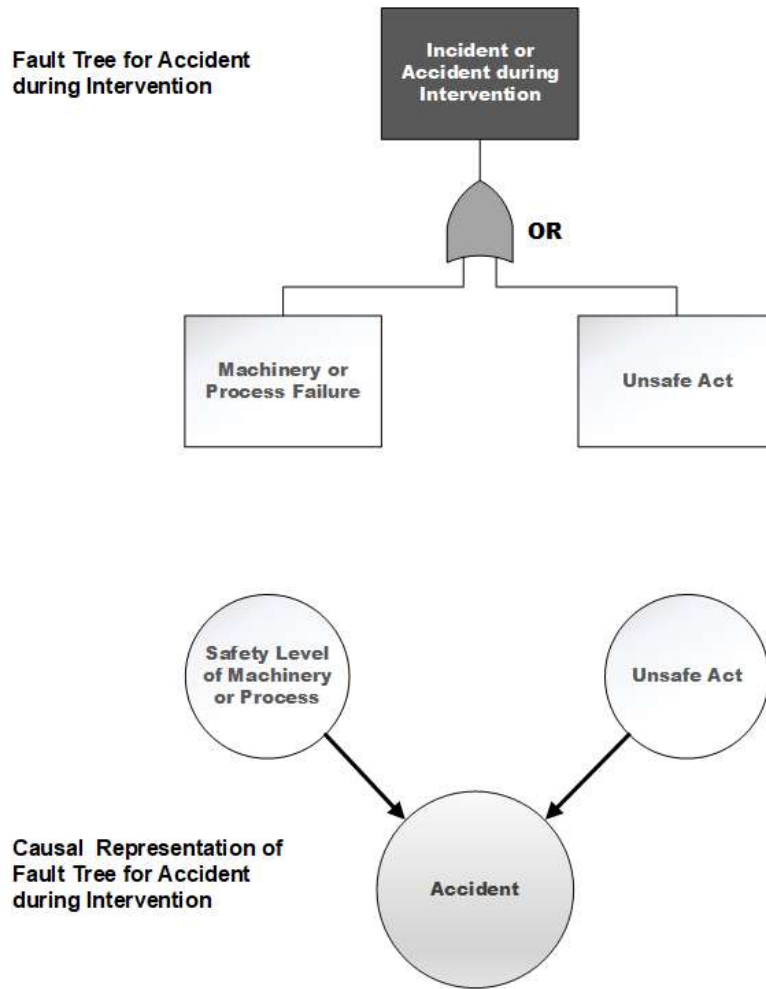 Fault Tree for Accident
during Intervention
Incident or
Accident during
Intervention
OR
Machinery or
Process Failure
Unsafe Act
Safety Level
of Machinery
or Process
Unsafe Act
Causal Representation of
Fault Tree for Accident
during Intervention
Accident